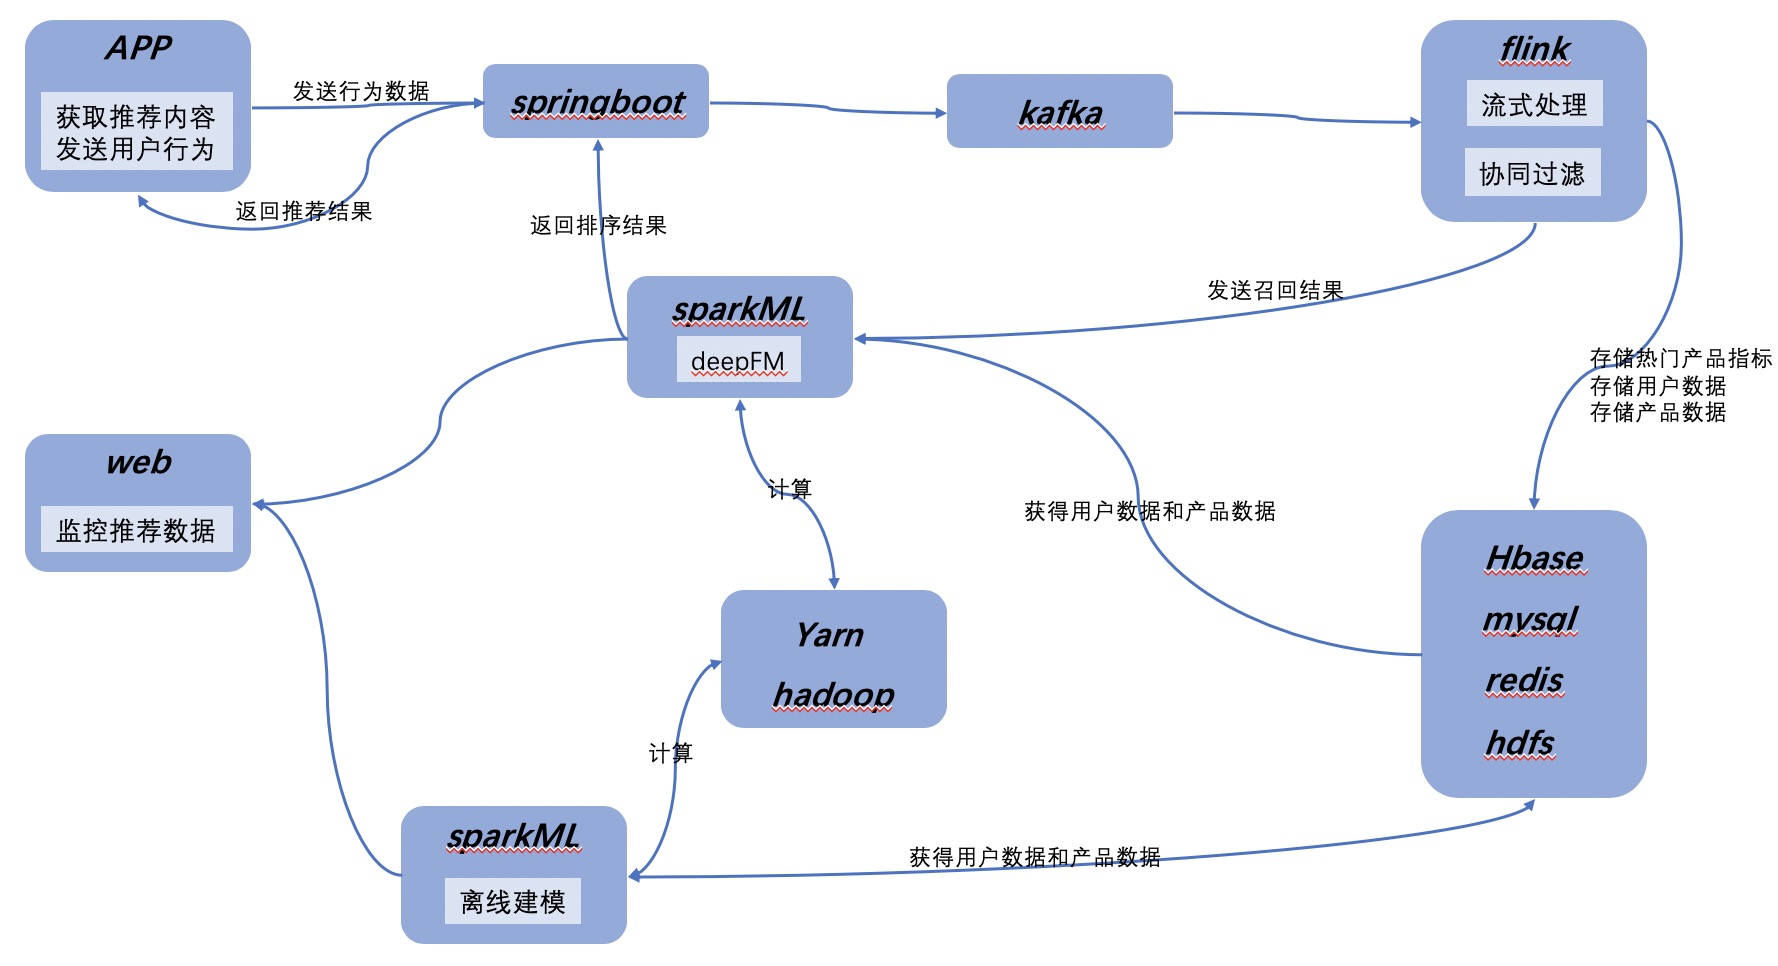 APP
获取推荐内容
发送用户行为
发送行为数据
返回推荐结果
springboot
kafka
flink
流式处理
协同过滤
返回排序结果
发送召回结果
sparkML
deepFM
存储热门产品指标
存储用户数据
存储产品数据
web
监控推荐数据
计算
获得用户数据和产品数据
Hbase
mysql
redis
hdfs
Yarn
hadoop
计算
sparkML
离线建模
获得用户数据和产品数据